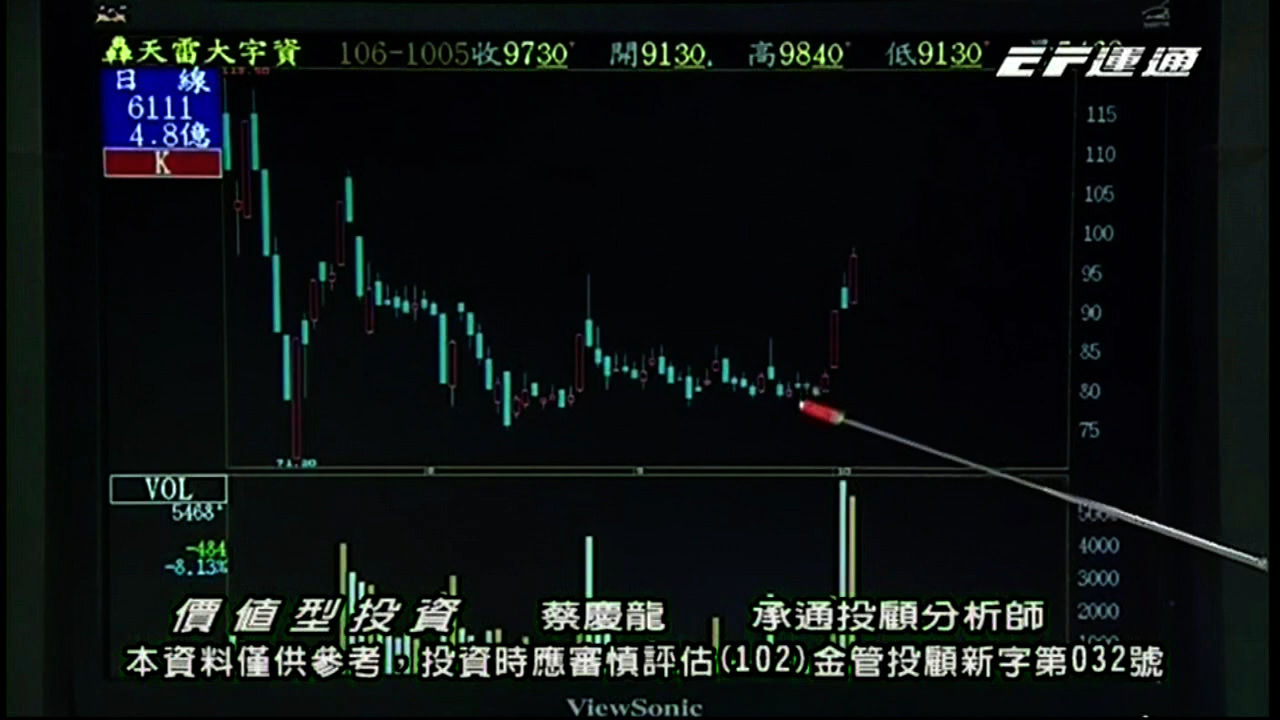 天雷大字資 106-1005收9730 開9130 高9840 低9130
EF運通
日 線
6111
4.8億
K
115
110
105
100
95
90
85
80
75
71.20
10
VOL
5468
-484
-8.13%
4000
3000
2000
價值型投資 蔡慶龍 承通投顧分析師
本資料僅供參考，投資時應審慎評估(102)金管投顧新字第032號
ViewSonic